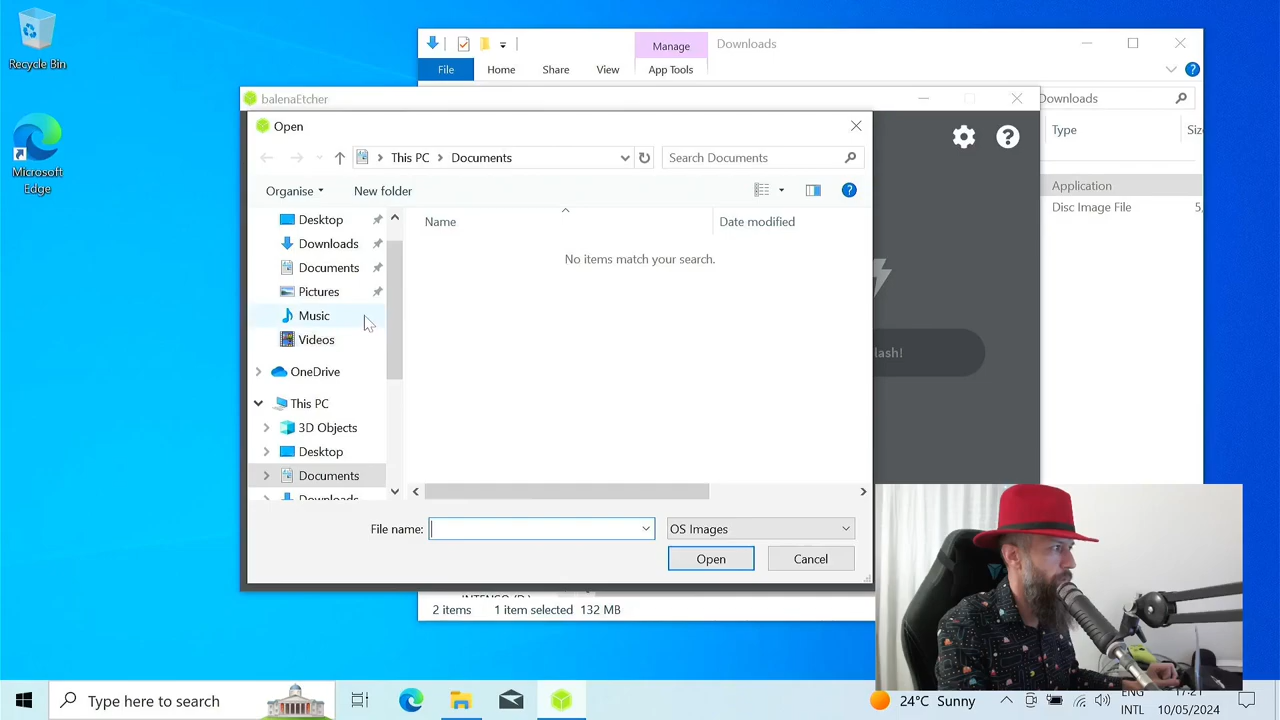 Recycle Bin
Microsoft
Edge
Manage
Downloads
File
Home
Share
View
App Tools
balenaEtcher
Downloads
Open
This PC
Documents
Search Documents
Organise
New folder
Type
Application
Disc Image File
5,
Desktop
Downloads
Documents
Pictures
Music
Videos
OneDrive
This PC
3D Objects
Desktop
Documents
Downloads
Name
Date modified
No items match your search.
lash!
File name:
OS Images
Open
Cancel
INTENSO (D:)
2 items
1 item selected
132 MB
Type here to search
24°C Sunny
ENG
INTL
17:21
10/05/2024